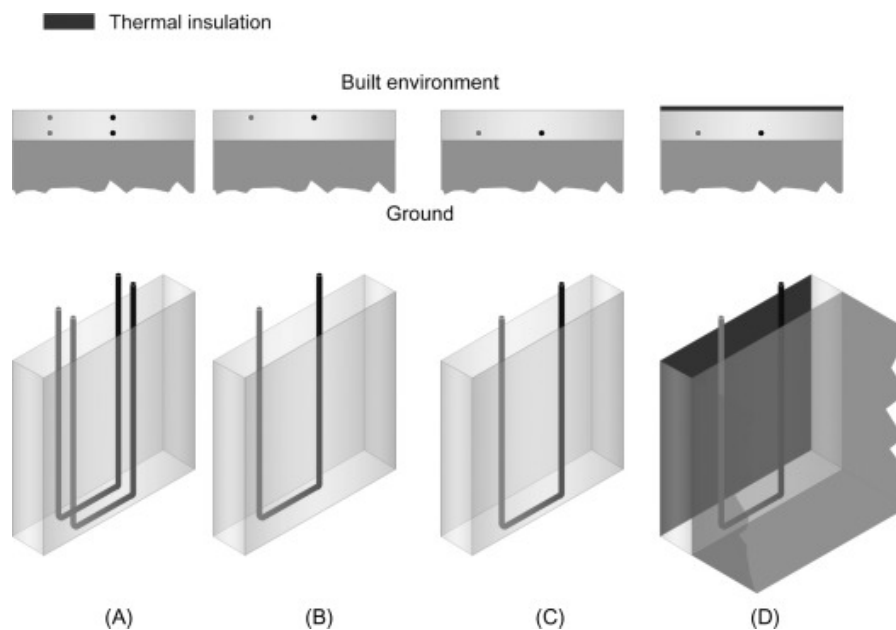 Thermal insulation
Built environment
Ground
(A) (B) (C) (D)